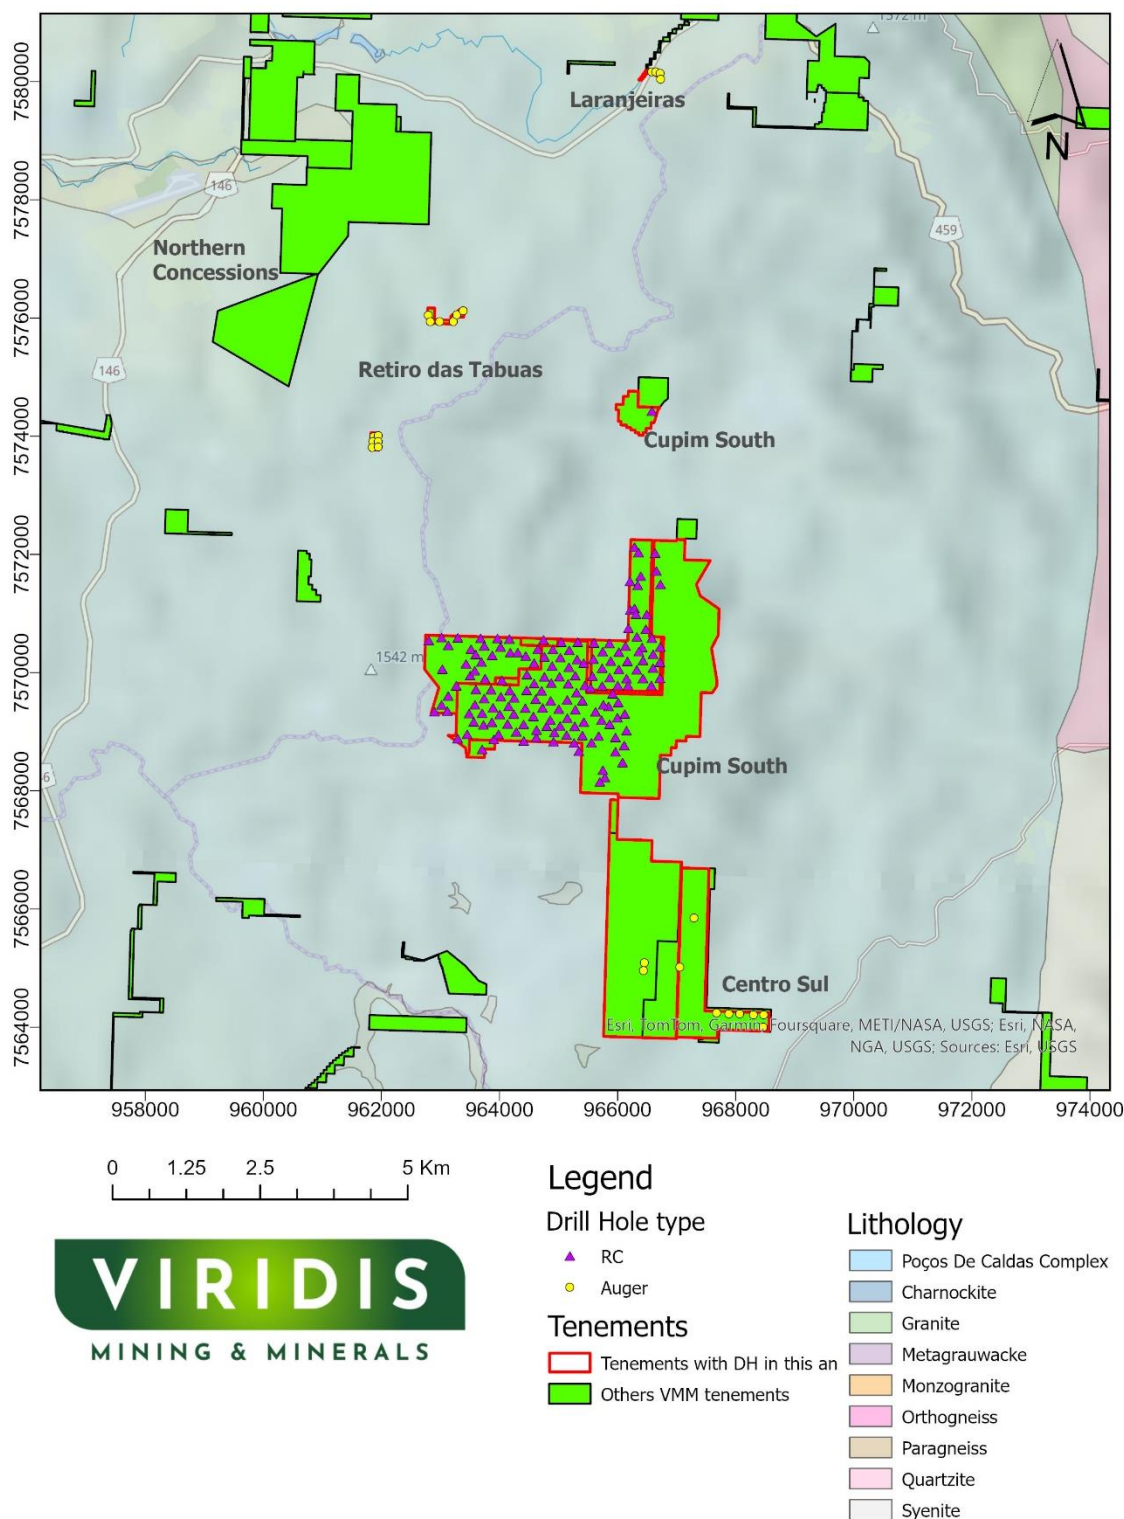 1572 m
7580000
7578000
7576000
7574000
7572000
7570000
7568000
7566000
7564000
Laranjeiras
N
146
459
Northern
Concessions
146
Retiro das Tabuas
Cupim South
1542 m
Cupim South
Centro Sul
Esri, TomTom, Garmin, Foursquare, METI/NASA, USGS; Esri, NASA,
NGA, USGS; Sources: Esri, USGS
958000 960000 962000 964000 966000 968000 970000 972000 974000
0 1.25 2.5 5 Km
VIRIDIS
MINING & MINERALS
Legend
Drill Hole type
RC
Auger
Tenements
Tenements with DH in this an
Others VMM tenements
Lithology
Poços De Caldas Complex
Charnockite
Granite
Metagrauwacke
Monzogranite
Orthogneiss
Paragneiss
Quartzite
Syenite